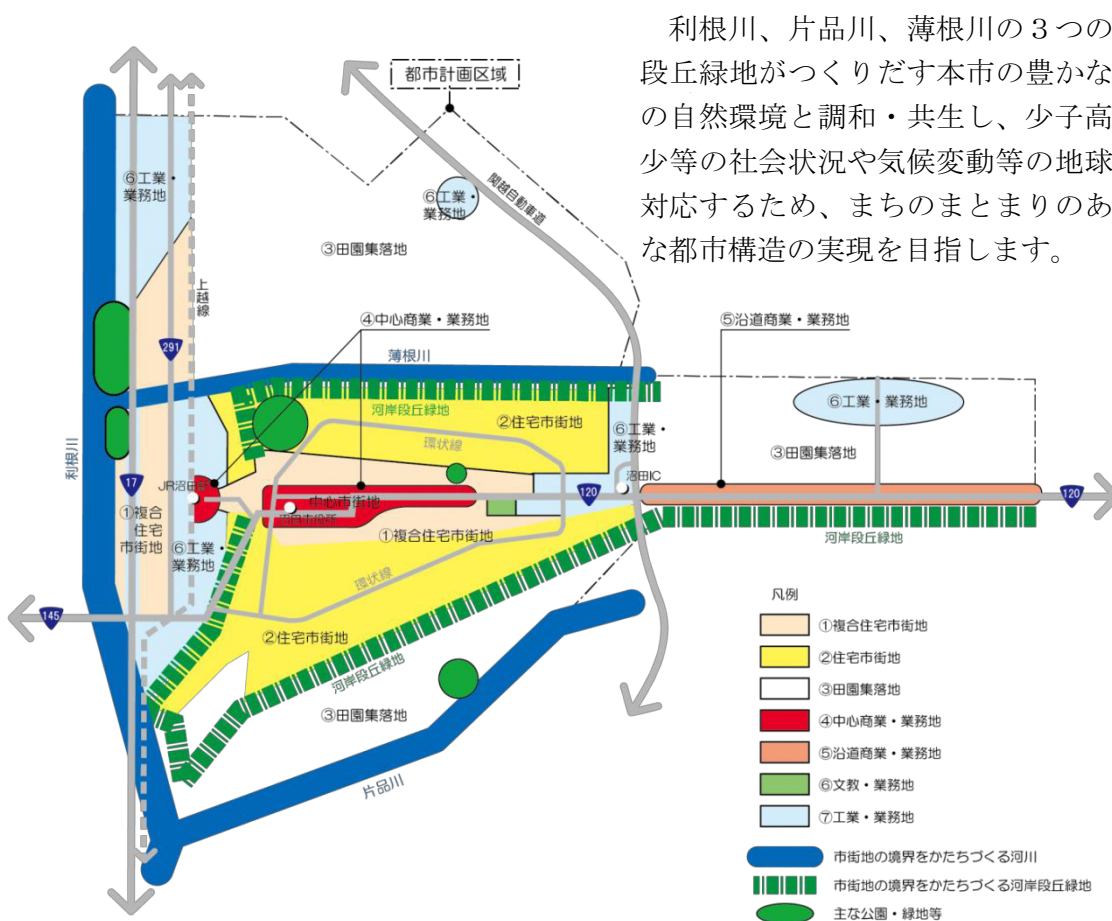 利根川、片品川、薄根川の３つの
段丘緑地がつくりだす本市の豊かな
の自然環境と調和・共生し、少子高
少等の社会状況や気候変動等の地球
対応するため、まちのまとまりのあ
な都市構造の実現を目指します。
都市計画区域
⑥工業・
業務地
⑥工業・
業務地
関越自動車道
③田園集落地
上越線
④中心商業・業務地
⑤沿道商業・業務地
291
薄根川
河岸段丘緑地
②住宅市街地
⑥工業・業務地
⑥工業・
業務地
環状線
③田園集落地
利根川
17
JR沼田駅
沼田IC
120
120
中心市街地
沼田市役所
①複合
住宅
市街地
①複合住宅市街地
⑥工業・
業務地
河岸段丘緑地
環状線
145
②住宅市街地
河岸段丘緑地
③田園集落地
片品川
凡例
①複合住宅市街地
②住宅市街地
③田園集落地
④中心商業・業務地
⑤沿道商業・業務地
⑥文教・業務地
⑦工業・業務地
市街地の境界をかたちづくる河川
市街地の境界をかたちづくる河岸段丘緑地
主な公園・緑地等